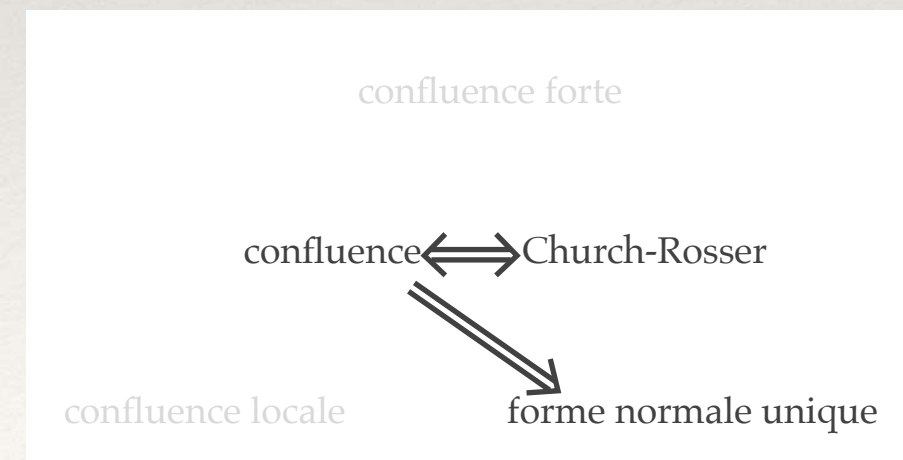 confluence forte
confluence Church-Rosser
confluence locale forme normale unique